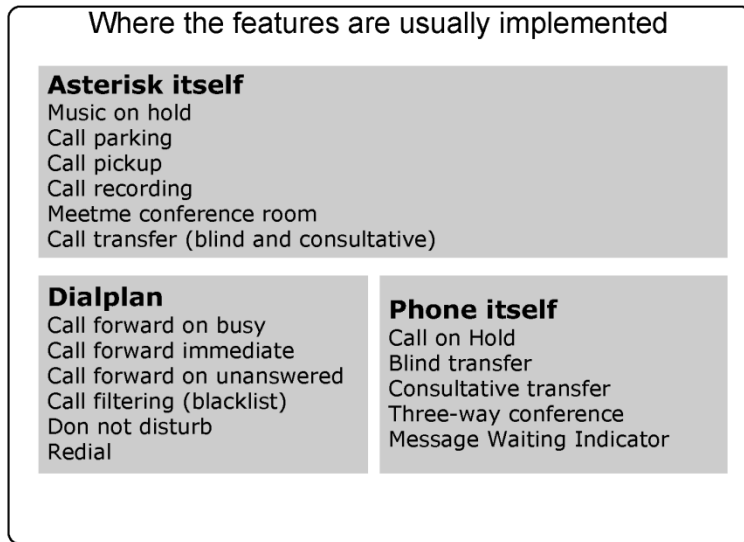 Where the features are usually implemented
Asterisk itself
Music on hold
Call parking
Call pickup
Call recording
Meetme conference room
Call transfer (blind and consultative)
Dialplan
Call forward on busy
Call forward immediate
Call forward on unanswered
Call filtering (blacklist)
Don not disturb
Redial
Phone itself
Call on Hold
Blind transfer
Consultative transfer
Three-way conference
Message Waiting Indicator